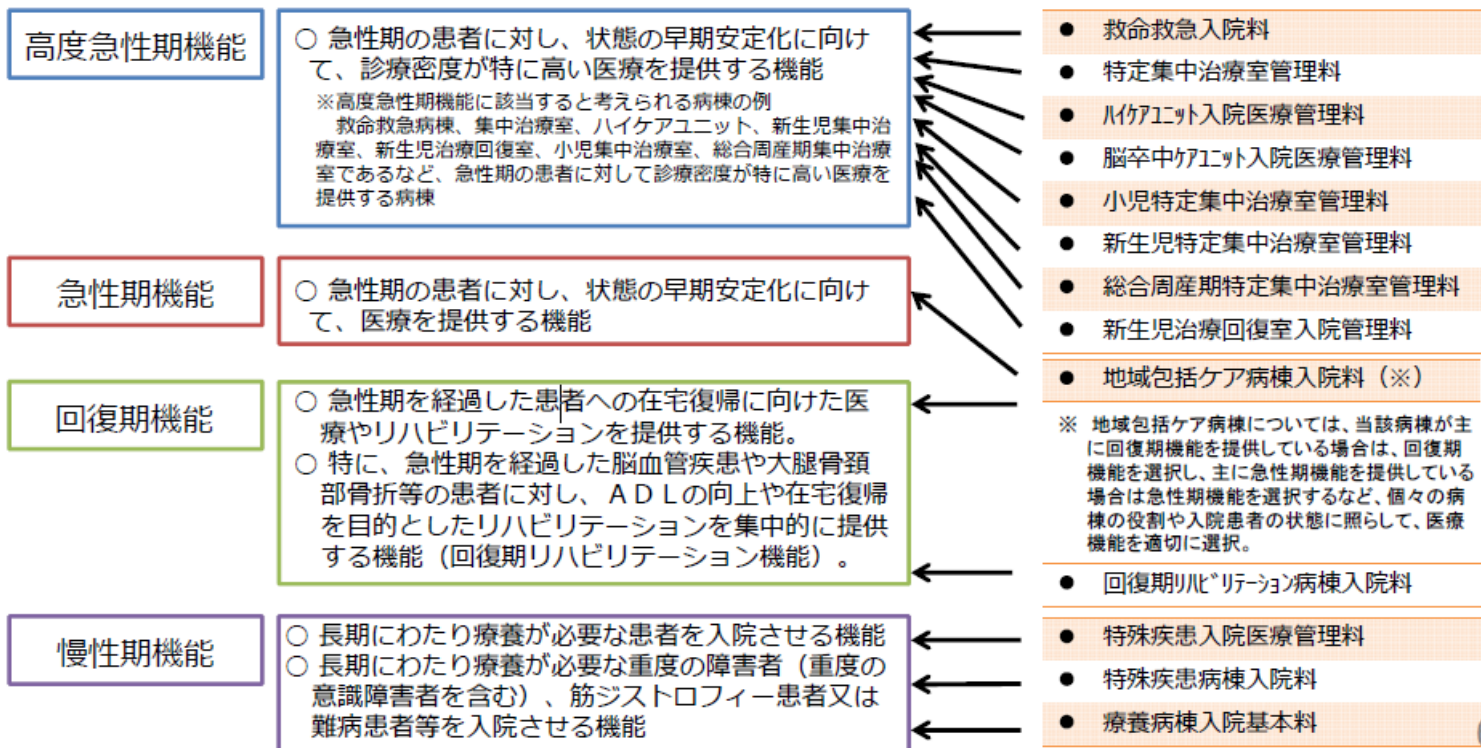 高度急性期機能
○ 急性期の患者に対し、状態の早期安定化に向け
て、診療密度が特に高い医療を提供する機能
※高度急性期機能に該当すると考えられる病棟の例
救命救急病棟、集中治療室、ハイケアユニット、新生児集中治
療室、新生児治療回復室、小児集中治療室、総合周産期集中治療
室であるなど、急性期の患者に対して診療密度が特に高い医療を
提供する病棟
急性期機能
○ 急性期の患者に対し、状態の早期安定化に向け
て、医療を提供する機能
回復期機能
○ 急性期を経過した患者への在宅復帰に向けた医
療やリハビリテーションを提供する機能。
○ 特に、急性期を経過した脳血管疾患や大腿骨頚
部骨折等の患者に対し、ＡＤＬの向上や在宅復帰
を目的としたリハビリテーションを集中的に提供
する機能（回復期リハビリテーション機能）。
慢性期機能
○ 長期にわたり療養が必要な患者を入院させる機能
○ 長期にわたり療養が必要な重度の障害者（重度の
意識障害者を含む）、筋ジストロフィー患者又は
難病患者等を入院させる機能
● 救命救急入院料
● 特定集中治療室管理料
● ﾊｲｹｱﾕﾆｯﾄ入院医療管理料
● 脳卒中ｹｱﾕﾆｯﾄ入院医療管理料
● 小児特定集中治療室管理料
● 新生児特定集中治療室管理料
● 総合周産期特定集中治療室管理料
● 新生児治療回復室入院管理料
● 地域包括ケア病棟入院料（※）
※ 地域包括ケア病棟については、当該病棟が主
に回復期機能を提供している場合は、回復期
機能を選択し、主に急性期機能を提供している
場合は急性期機能を選択するなど、個々の病
棟の役割や入院患者の状態に照らして、医療
機能を適切に選択。
● 回復期ﾘﾊﾋﾞﾘﾃｰｼｮﾝ病棟入院料
● 特殊疾患入院医療管理料
● 特殊疾患病棟入院料
● 療養病棟入院基本料